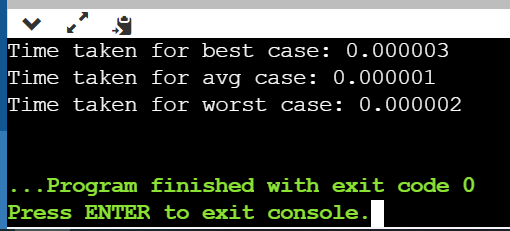 Time taken for best case: 0.000003
Time taken for avg case: 0.000001
Time taken for worst case: 0.000002
...Program finished with exit code 0
Press ENTER to exit console.